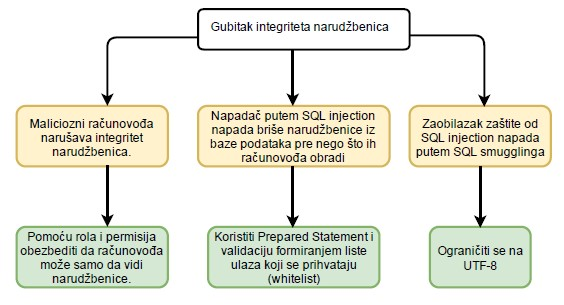 Gubitak integriteta narudžbenica
Maliciozni računovođa
narušava integritet
narudžbenica.
Napadač putem SQL injection
napada briše narudžbenice iz
baze podataka pre nego što ih
računovođa obradi
Zaobilazak zaštite od
SQL injection napada
putem SQL smugglinga
Pomoću rola i permisija
obezbediti da računovođa
može samo da vidi
narudžbenice.
Koristiti Prepared Statement i
validaciju formiranjem liste
ulaza koji se prihvataju
(whitelist)
Ograničiti se na
UTF-8